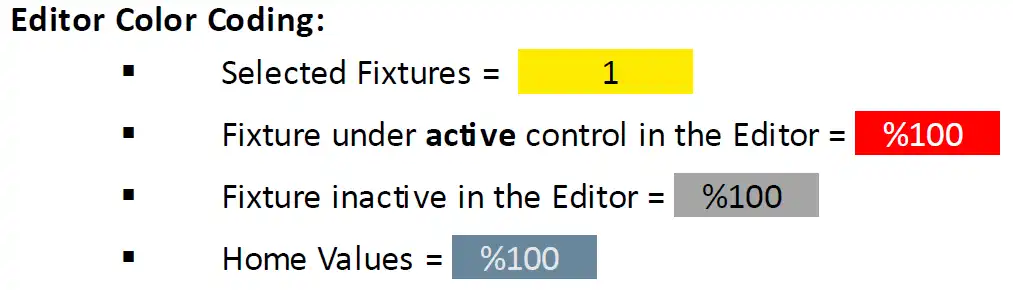 Editor Color Coding:
▪ Selected Fixtures = 1
▪ Fixture under active control in the Editor = %100
▪ Fixture inactive in the Editor = %100
▪ Home Values = %100